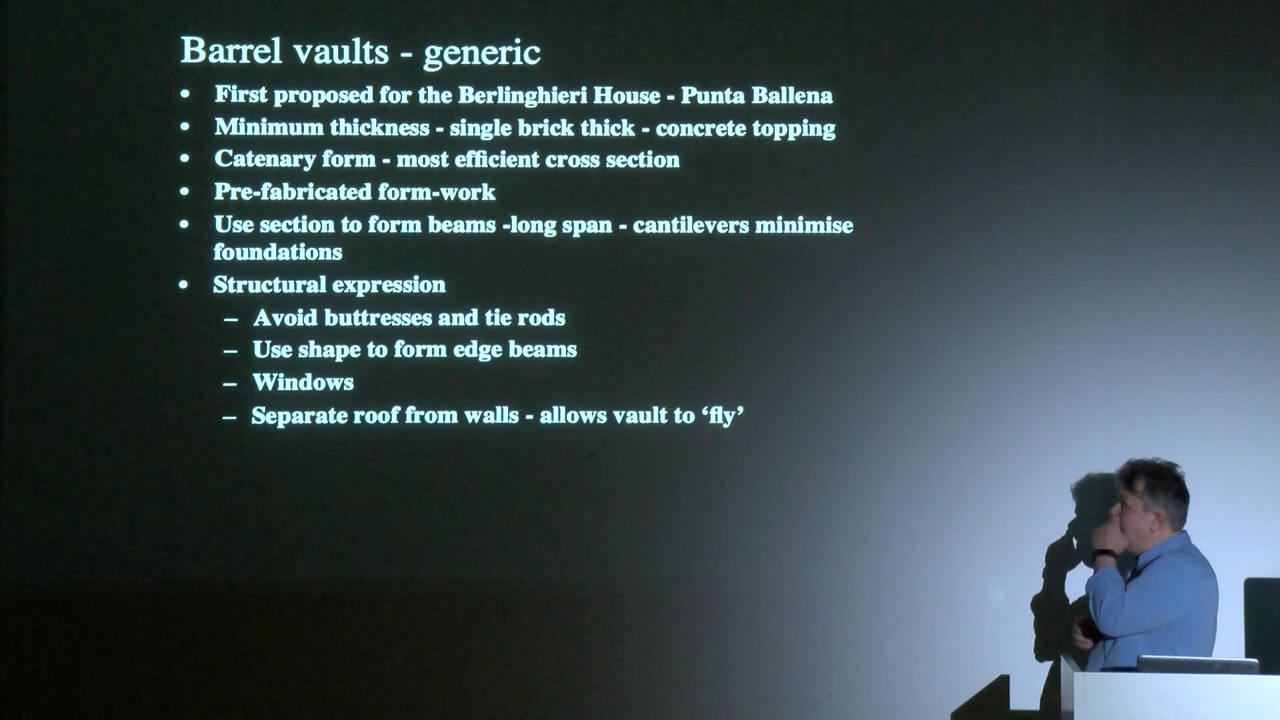 Barrel vaults - generic
• First proposed for the Berlinghieri House - Punta Ballena
• Minimum thickness - single brick thick - concrete topping
• Catenary form - most efficient cross section
• Pre-fabricated form-work
• Use section to form beams -long span - cantilevers minimise
foundations
• Structural expression
– Avoid buttresses and tie rods
– Use shape to form edge beams
– Windows
– Separate roof from walls - allows vault to ‘fly’